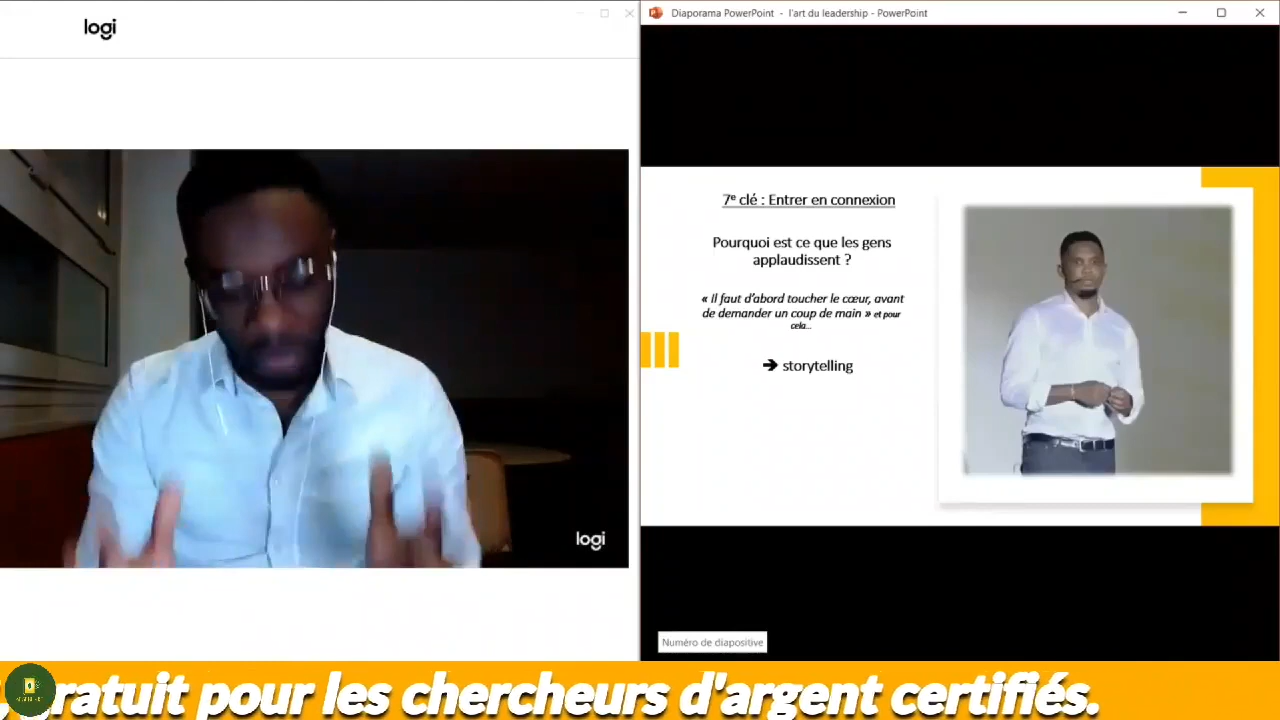 logi
Diaporama PowerPoint - l'art du leadership - PowerPoint
7e clé : Entrer en connexion
Pourquoi est ce que les gens
applaudissent ?
« Il faut d'abord toucher le cœur, avant
de demander un coup de main » et pour
cela...
➔ storytelling
logi
Numéro de diapositive
gratuit pour les chercheurs d'argent certifiés.